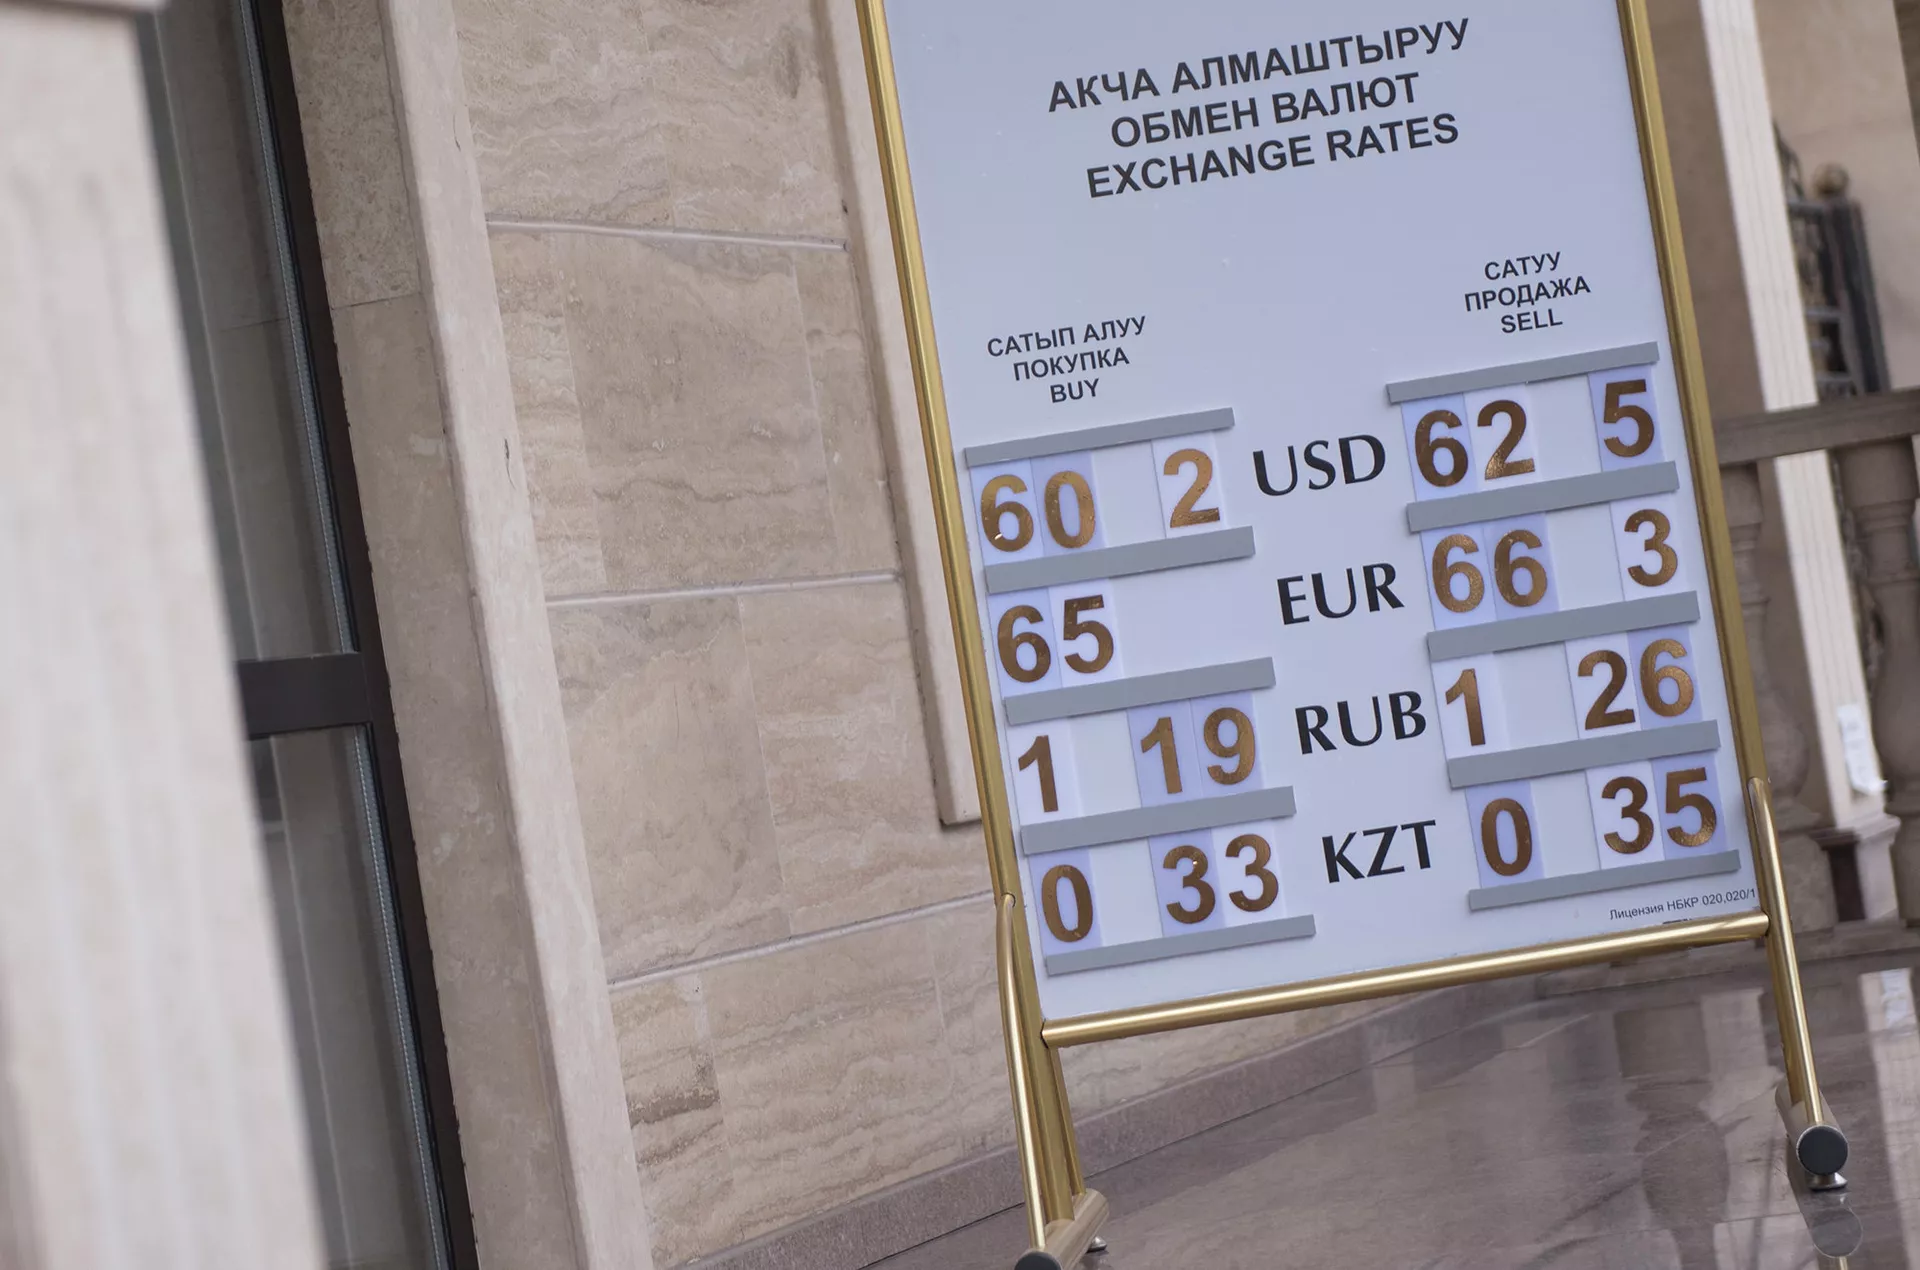 АКЧА АЛМАШТЫРУУ
ОБМЕН ВАЛЮТ
EXCHANGE RATES
САТЫП АЛУУ
ПОКУПКА
BUY
САТУУ
ПРОДАЖА
SELL
60 2 USD 62 5
65 EUR 66 3
1 19 RUB 1 26
0 33 KZT 0 35
Лицензия НБКР 020,020/1